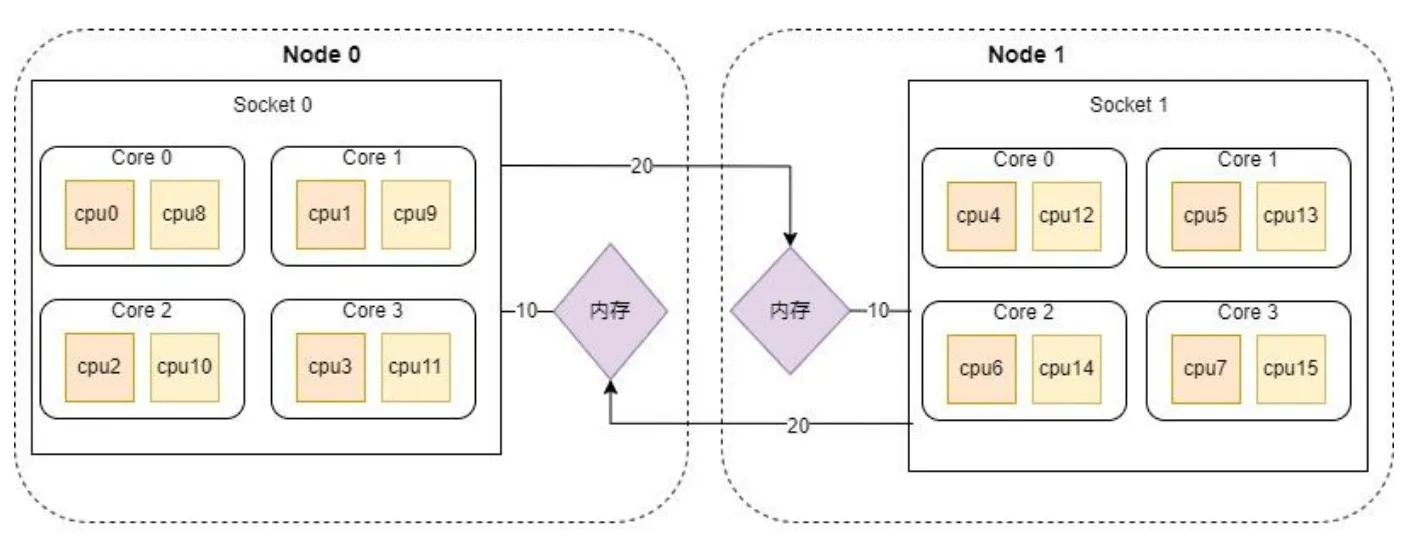 Node 0
Socket 0
Core 0
cpu0 cpu8
Core 1
cpu1 cpu9
Core 2
cpu2 cpu10
Core 3
cpu3 cpu11
20
10
内存
Node 1
Socket 1
内存
10
Core 0
cpu4 cpu12
Core 1
cpu5 cpu13
Core 2
cpu6 cpu14
Core 3
cpu7 cpu15
20